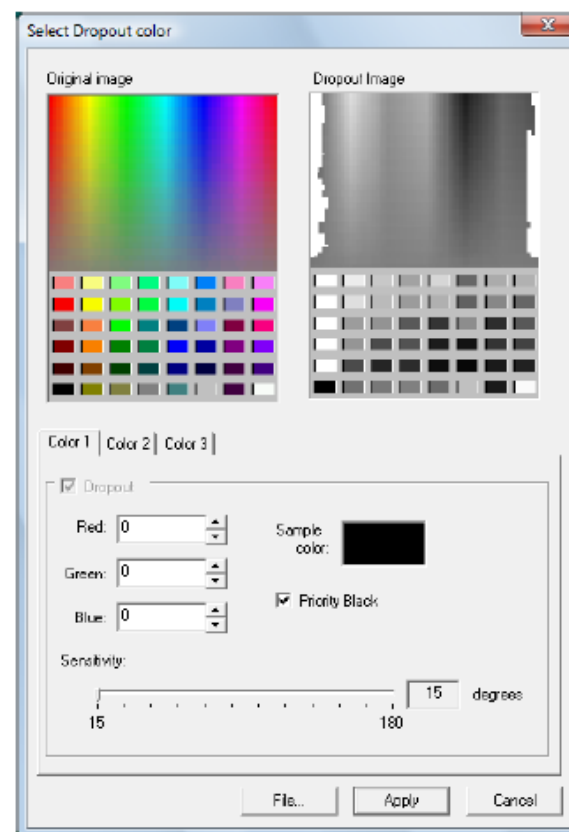 Select Dropout color
Original image
Dropout Image
Color 1
Color 2
Color 3
Dropout
Red: 0
Sample color:
Green: 0
Priority Black
Blue: 0
Sensitivity:
15 degrees
15
180
File...
Apply
Cancel